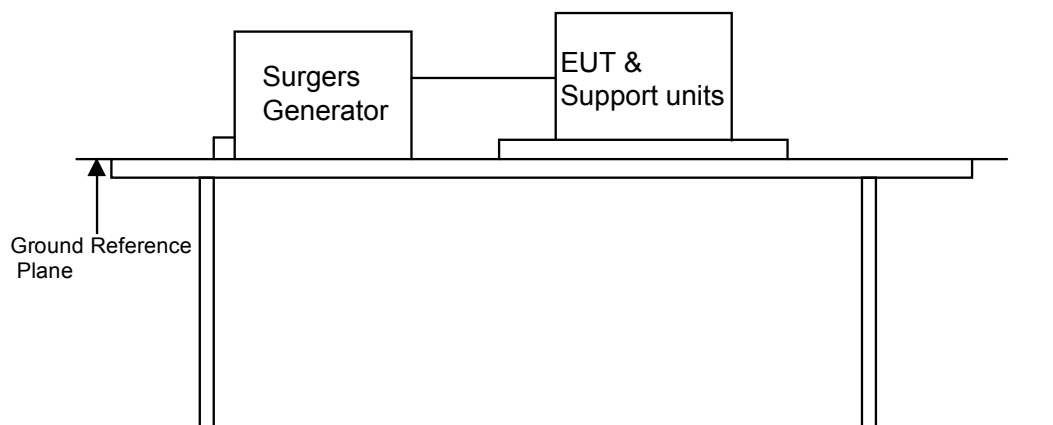 Surgers
Generator
EUT &
Support units
Ground Reference
Plane